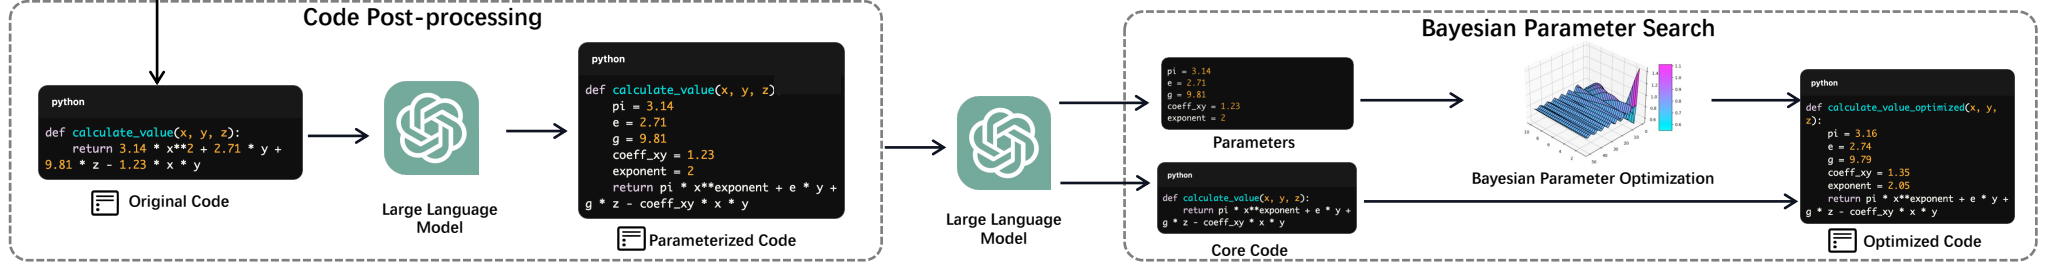 Code Post-processing
python
def calculate_value(x, y, z):
return 3.14 * x**2 + 2.71 * y +
9.81 * z - 1.23 * x * y
Original Code
Large Language
Model
python
def calculate_value(x, y, z)
pi = 3.14
e = 2.71
g = 9.81
coeff_xy = 1.23
exponent = 2
return pi * x**exponent + e * y +
g * z - coeff_xy * x * y
Parameterized Code
Large Language
Model
Bayesian Parameter Search
pi = 3.14
e = 2.71
g = 9.81
coeff_xy = 1.23
exponent = 2
Parameters
python
def calculate_value(x, y, z):
return pi * x**exponent + e * y +
g * z - coeff_xy * x * y
Core Code
Bayesian Parameter Optimization
python
def calculate_value_optimized(x, y,
z):
pi = 3.16
e = 2.74
g = 9.79
coeff_xy = 1.35
exponent = 2.05
return pi * x**exponent + e * y +
g * z - coeff_xy * x * y
Optimized Code